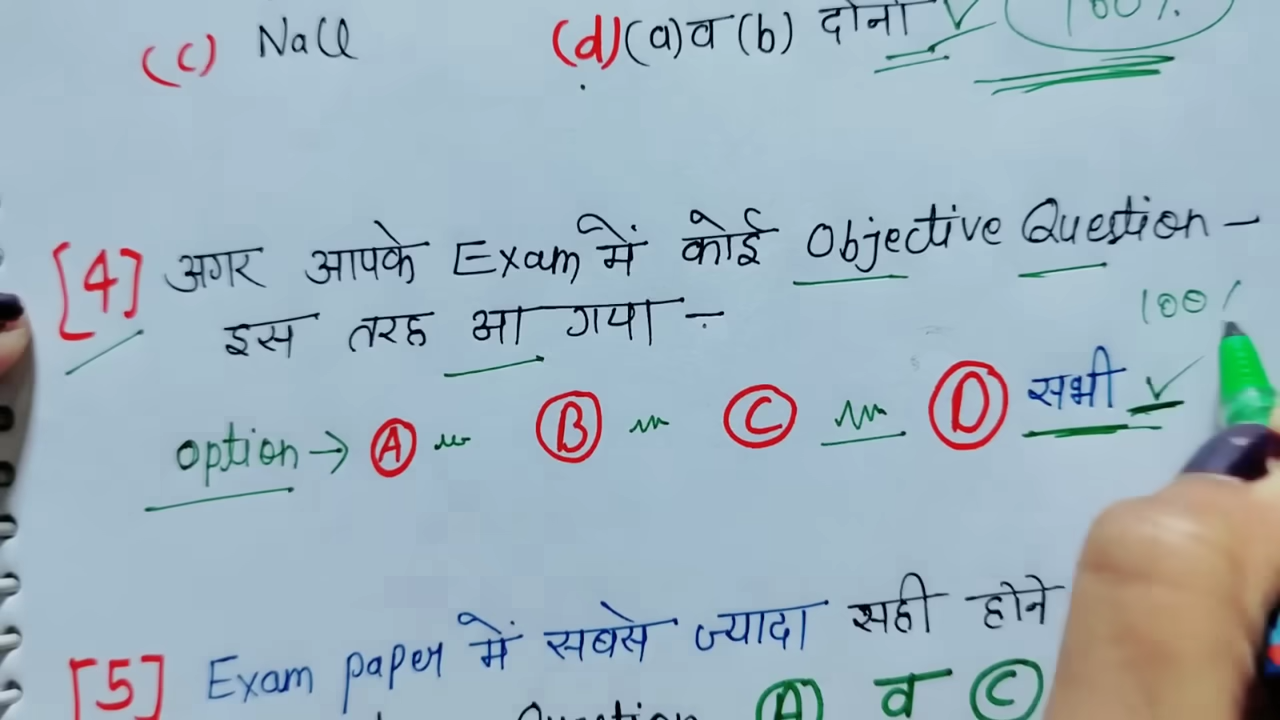 (c) NaCl (d)(a)व(b) दोनों ✓ 100%.
[4] अगर आपके Exam में कोई Objective Question -
इस तरह आ गया -
100%
option → (A) (B) (C) (D) सभी ✓
[5] Exam paper में सबसे ज्यादा सही होने
Question (A) व (C)